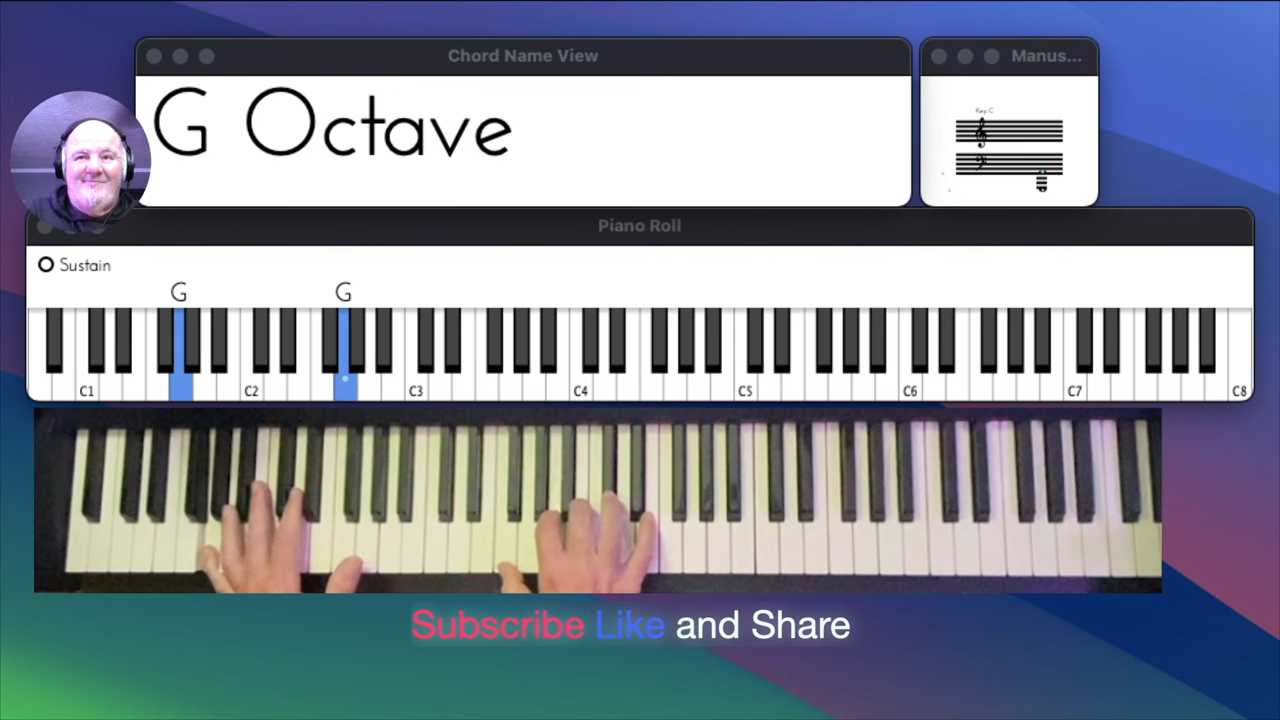 Chord Name View
Manus...
G Octave
Key C
Piano Roll
Sustain
G G
C1 C2 C3 C4 C5 C6 C7 C8
Subscribe Like and Share